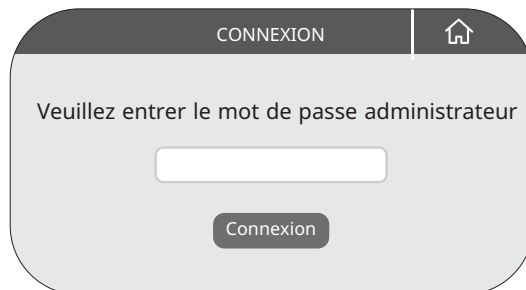 CONNEXION
Veuillez entrer le mot de passe administrateur
Connexion